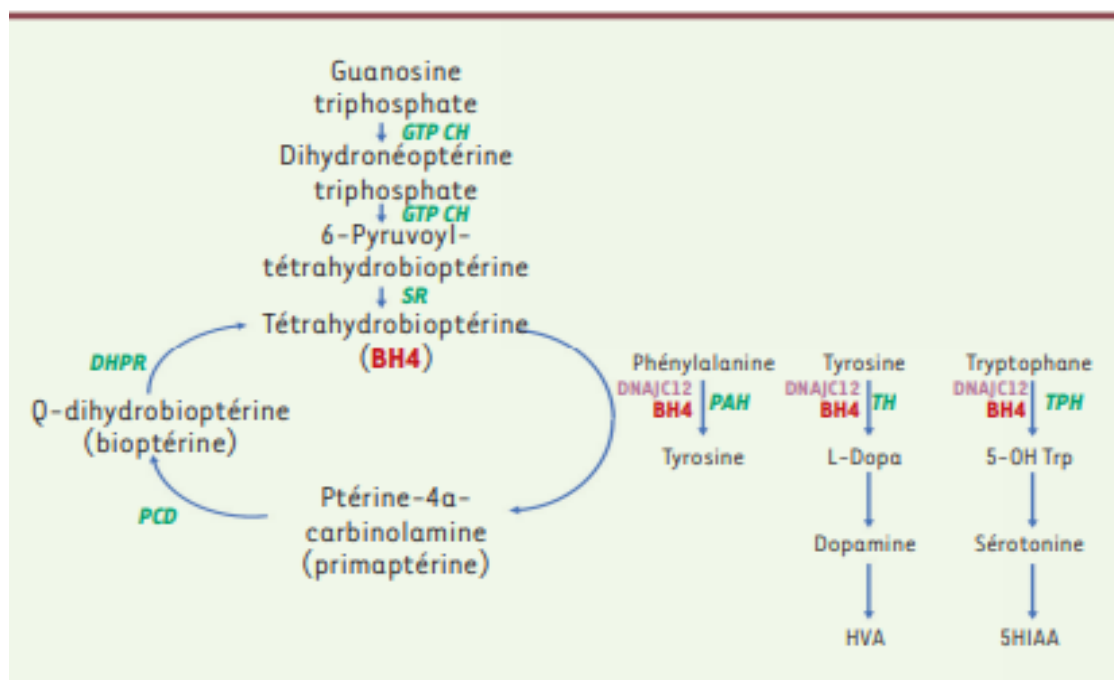 Guanosine
triphosphate
GTP CH
Dihydronéoptérine
triphosphate
GTP CH
6-Pyruvoyl-
tétrahydrobioptérine
SR
Tétrahydrobioptérine
(BH4)
DHPR
Q-dihydrobioptérine
(bioptérine)
PCD
Ptérine-4a-
carbinolamine
(primaptérine)
Phénylalanine
DNAJC12
BH4 PAH
Tyrosine
Tyrosine
DNAJC12
BH4 TH
L-Dopa
Dopamine
HVA
Tryptophane
DNAJC12
BH4 TPH
5-OH Trp
Sérotonine
5HIAA